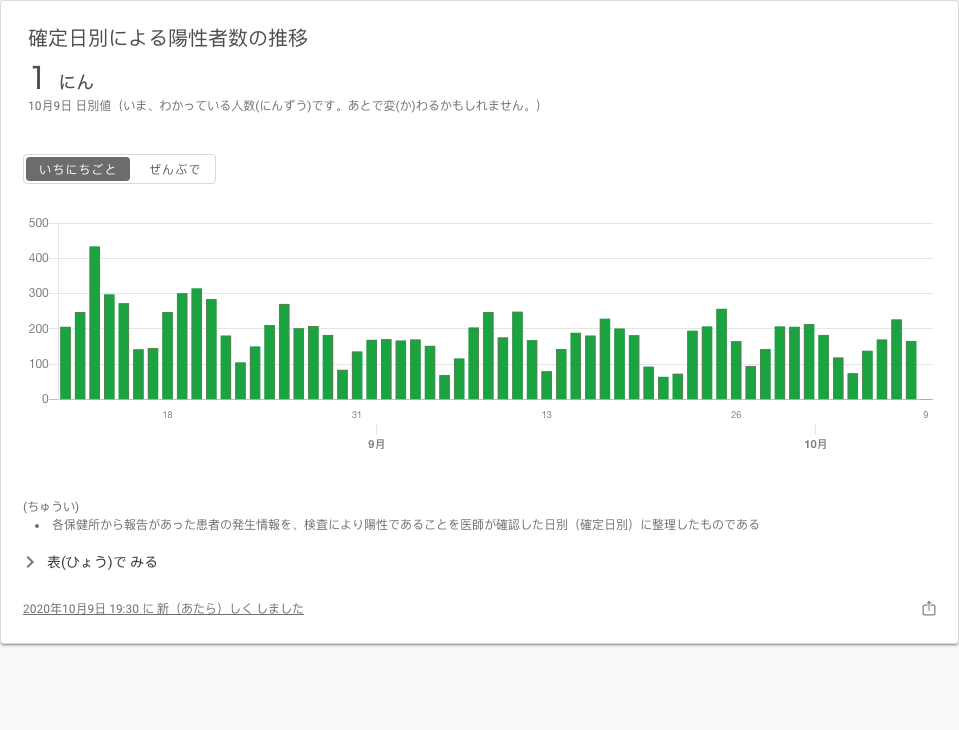 確定日別による陽性者数の推移
1 にん
10月9日 日別値（いま、わかっている人数(にんずう)です。あとで変(か)わるかもしれません。）
いちにちごと ぜんぶで
500
400
300
200
100
0
18 31 13 26 9
9月 10月
(ちゅうい)
• 各保健所から報告があった患者の発生情報を、検査により陽性であることを医師が確認した日別（確定日別）に整理したものである
表(ひょう)で みる
2020年10月9日 19:30 に 新（あたら）しく しました